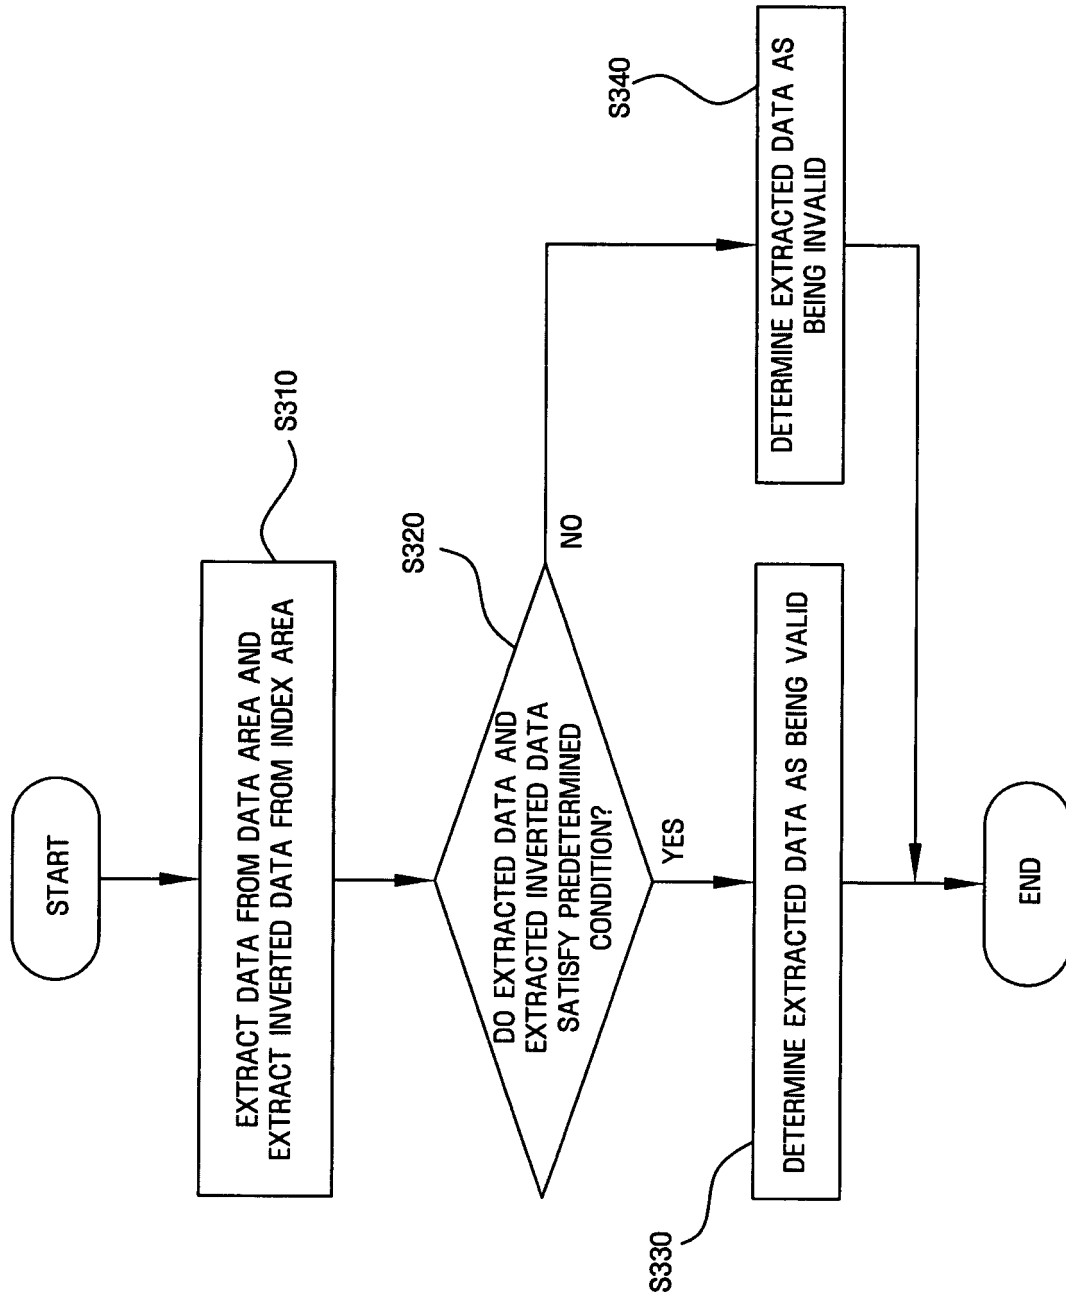 START
EXTRACT DATA FROM DATA AREA AND
EXTRACT INVERTED DATA FROM INDEX AREA
S310
DO EXTRACTED DATA AND
EXTRACTED INVERTED DATA
SATISFY PREDETERMINED
CONDITION?
S320
NO
YES
DETERMINE EXTRACTED DATA AS BEING VALID
S330
DETERMINE EXTRACTED DATA AS
BEING INVALID
S340
END